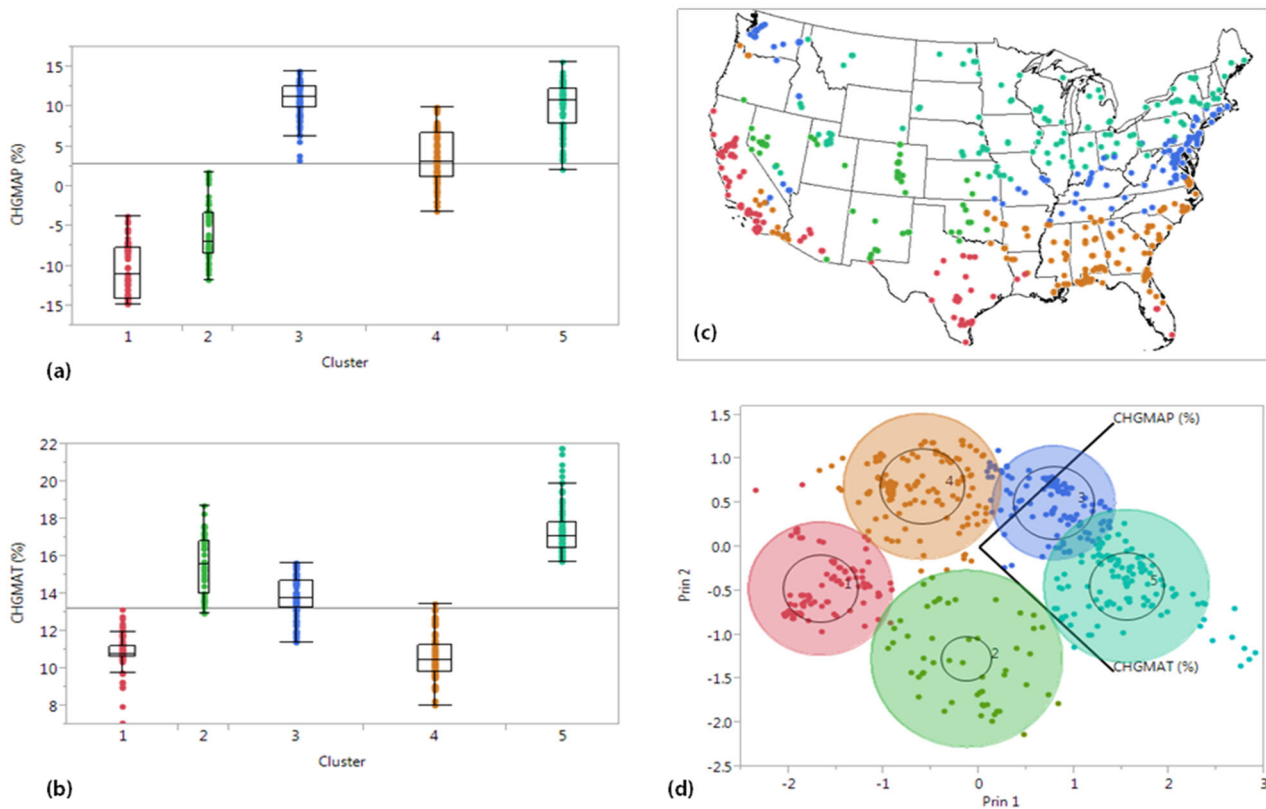 CHGMAP (%)
15
10
5
0
-5
-10
-15
1 2 3 4 5
Cluster
(a)
CHGMAT (%)
22
20
18
16
14
12
10
8
1 2 3 4 5
Cluster
(b)
(c)
Prin 2
1.5
1.0
0.5
0.0
-0.5
-1.0
-1.5
-2.0
-2.5
CHGMAP (%)
4
3
1
5
2
CHGMAT (%)
-2 -1 0 1 2 3
Prin 1
(d)